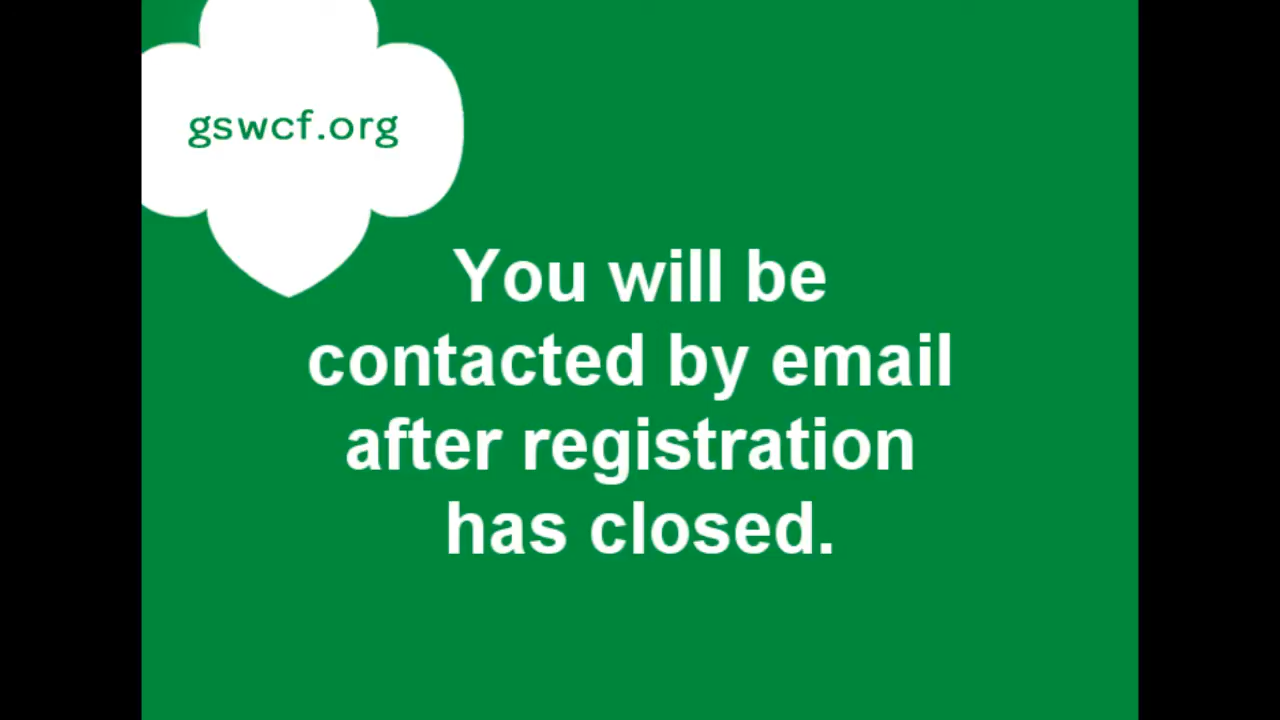 gswcf.org
You will be
contacted by email
after registration
has closed.